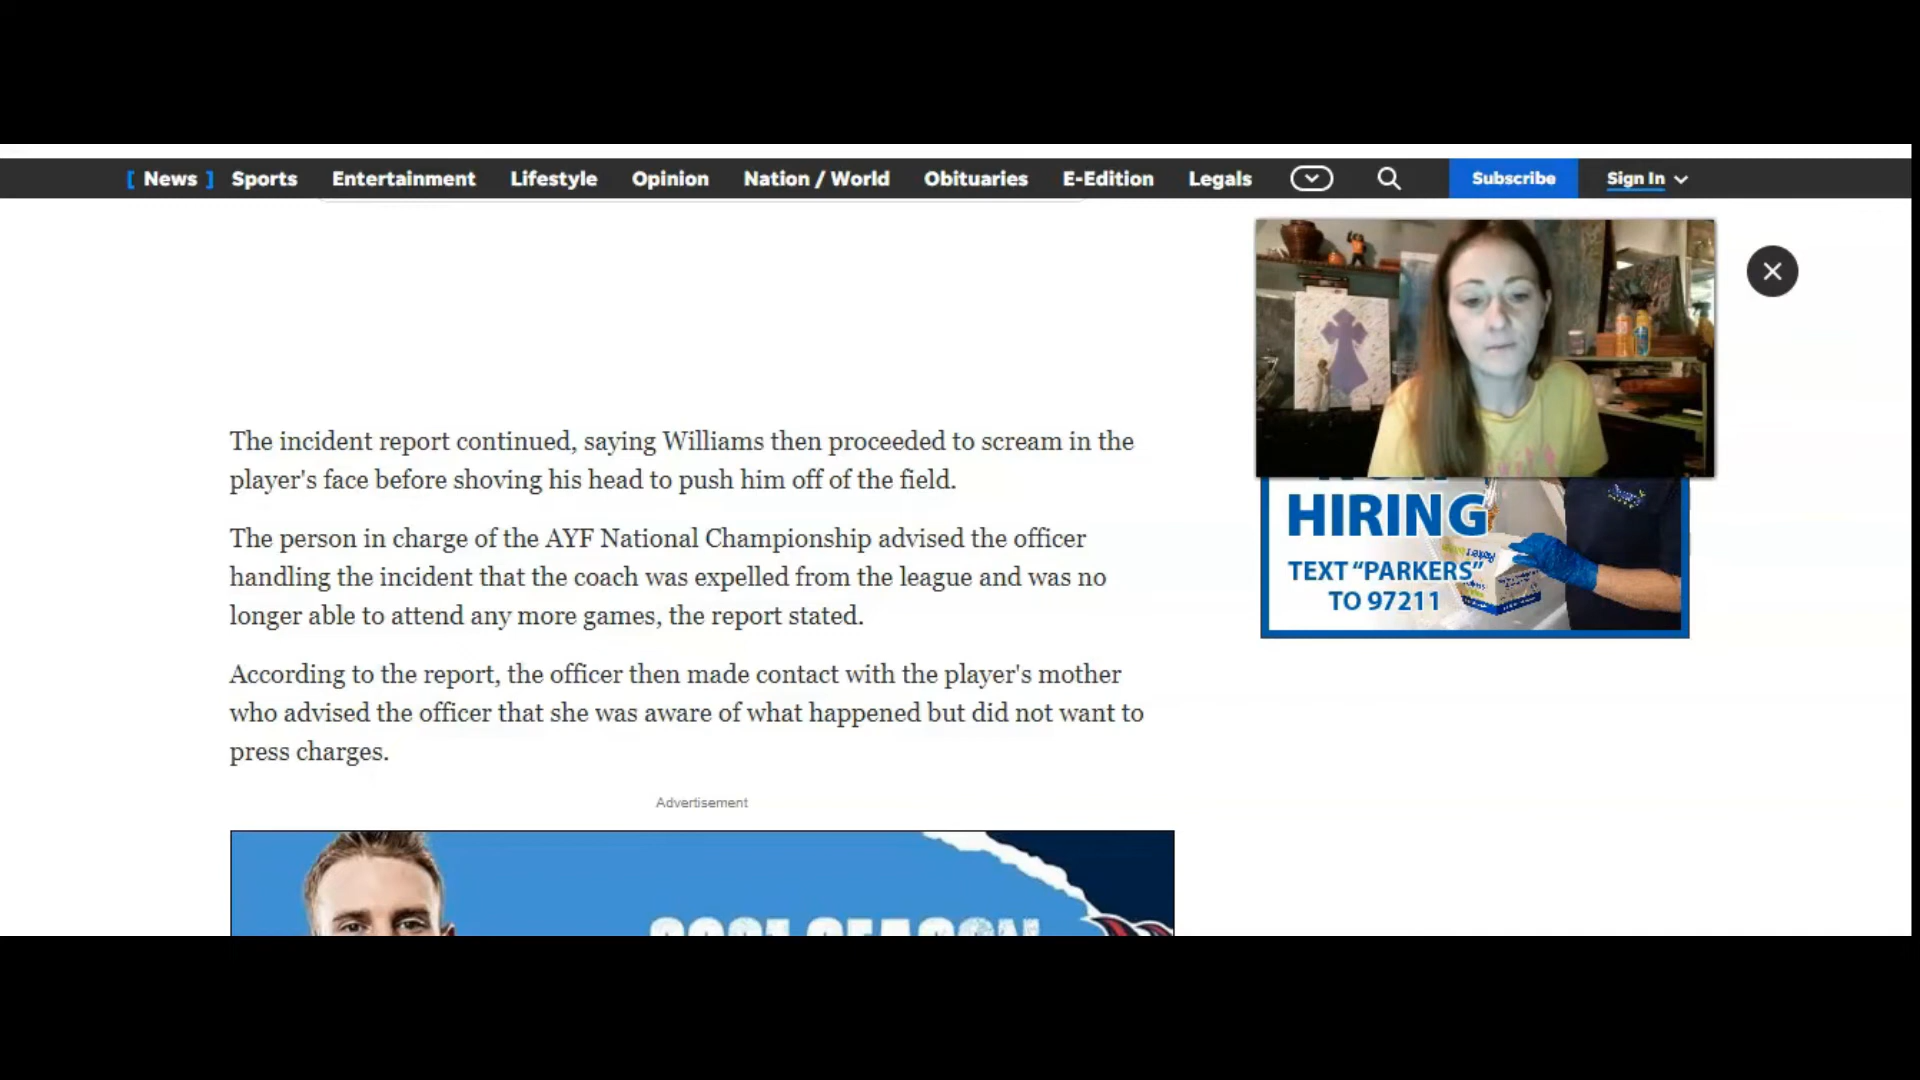 [ News ] Sports Entertainment Lifestyle Opinion Nation / World Obituaries E-Edition Legals Subscribe Sign In
The incident report continued, saying Williams then proceeded to scream in the
player's face before shoving his head to push him off of the field.
The person in charge of the AYF National Championship advised the officer
handling the incident that the coach was expelled from the league and was no
longer able to attend any more games, the report stated.
According to the report, the officer then made contact with the player's mother
who advised the officer that she was aware of what happened but did not want to
press charges.
Advertisement
2021 SEASON
HIRING
TEXT “PARKERS”
TO 97211